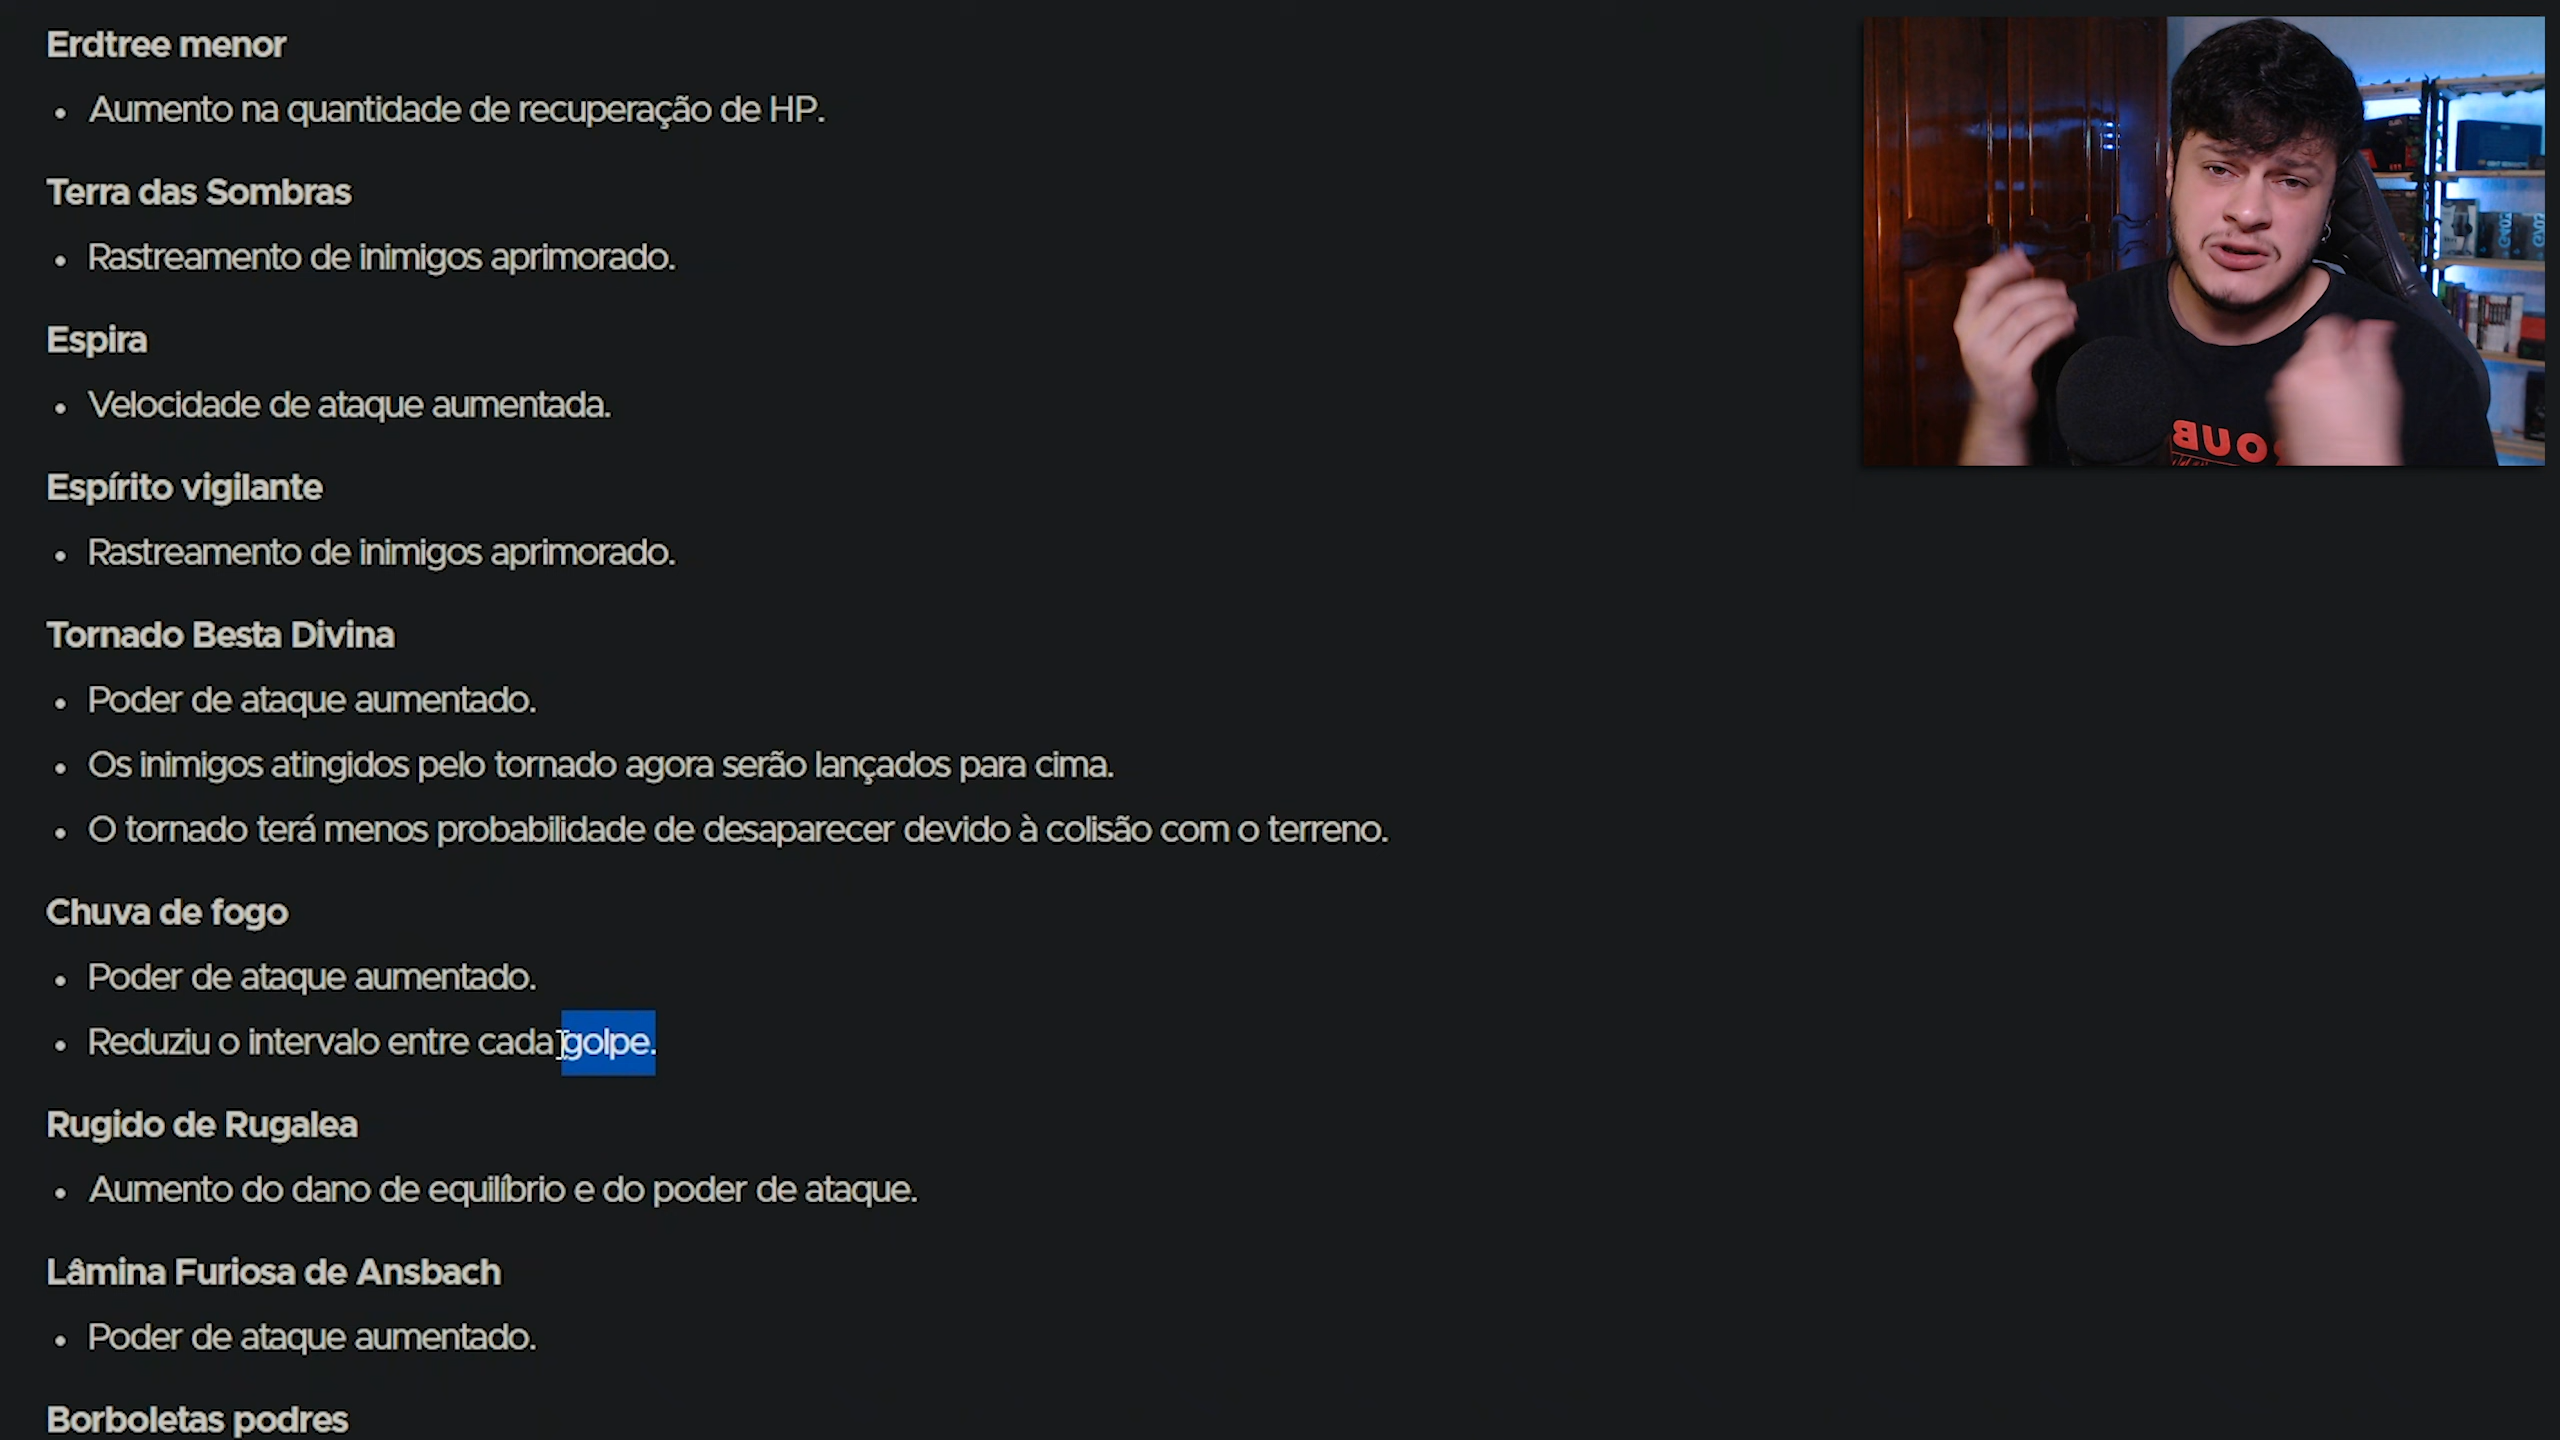 Erdtree menor
• Aumento na quantidade de recuperação de HP.
Terra das Sombras
• Rastreamento de inimigos aprimorado.
Espira
• Velocidade de ataque aumentada.
Espírito vigilante
• Rastreamento de inimigos aprimorado.
Tornado Besta Divina
• Poder de ataque aumentado.
• Os inimigos atingidos pelo tornado agora serão lançados para cima.
• O tornado terá menos probabilidade de desaparecer devido à colisão com o terreno.
Chuva de fogo
• Poder de ataque aumentado.
• Reduziu o intervalo entre cada golpe.
Rugido de Rugalea
• Aumento do dano de equilíbrio e do poder de ataque.
Lâmina Furiosa de Ansbach
• Poder de ataque aumentado.
Borboletas podres